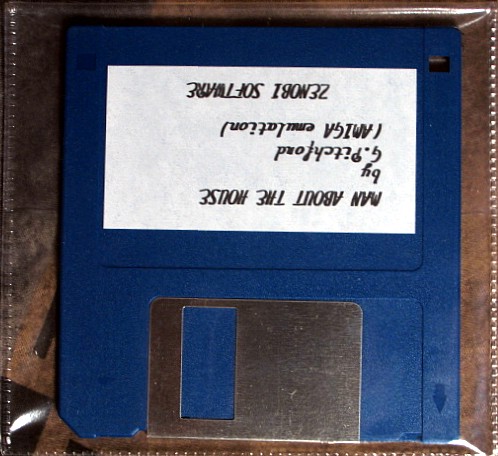 MAN ABOUT THE HOUSE
by
G.Pitchford
(AMIGA emulation)
ZENOBI SOFTWARE